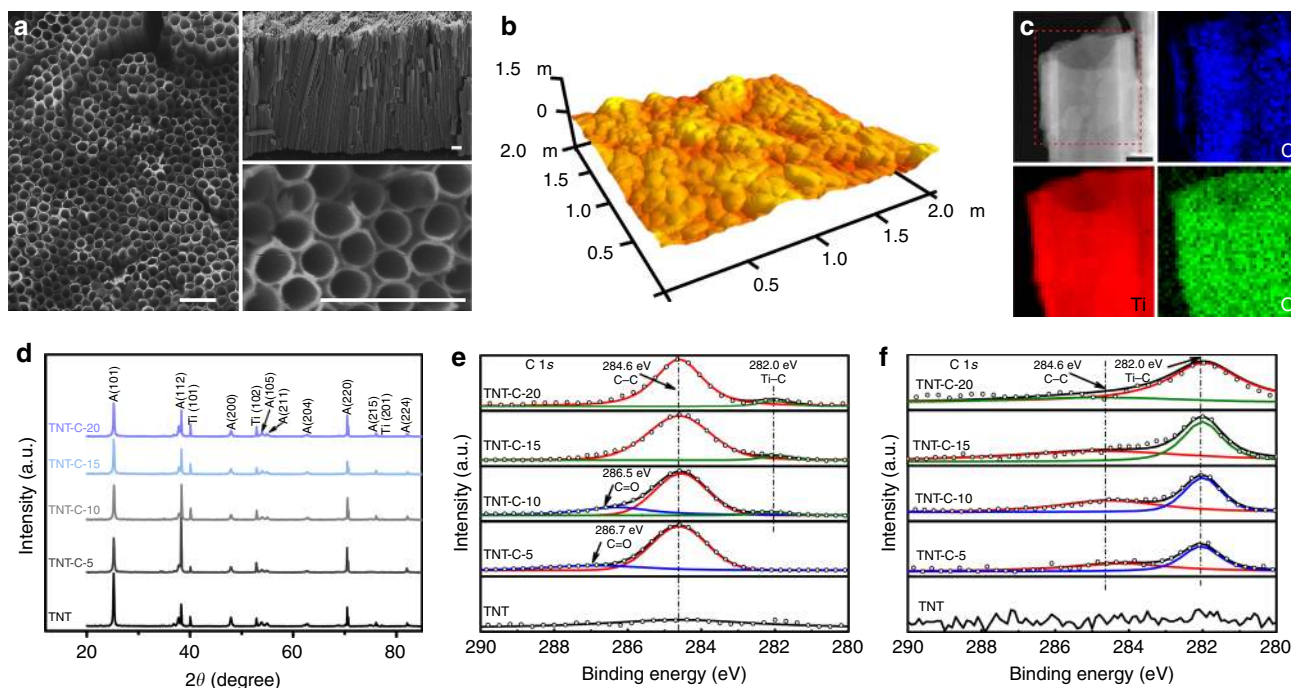 a
b
1.5 m
0
2.0 m
1.5
1.0
0.5
0.5
1.0
1.5
2.0 m
c
Ti
d
A(101)
A(112)
Ti (101)
A(200)
Ti (102)
A(105)
A(211)
A(204)
A(220)
A(215)
Ti (201)
A(224)
TNT-C-20
TNT-C-15
TNT-C-10
TNT-C-5
TNT
Intensity (a.u.)
20 40 60 80
2θ (degree)
e
C 1s
284.6 eV
C–C
282.0 eV
Ti–C
TNT-C-20
TNT-C-15
286.5 eV
C=O
TNT-C-10
286.7 eV
C=O
TNT-C-5
TNT
Intensity (a.u.)
290 288 286 284 282 280
Binding energy (eV)
f
C 1s
284.6 eV
C–C
282.0 eV
Ti–C
TNT-C-20
TNT-C-15
TNT-C-10
TNT-C-5
TNT
Intensity (a.u.)
290 288 286 284 282 280
Binding energy (eV)